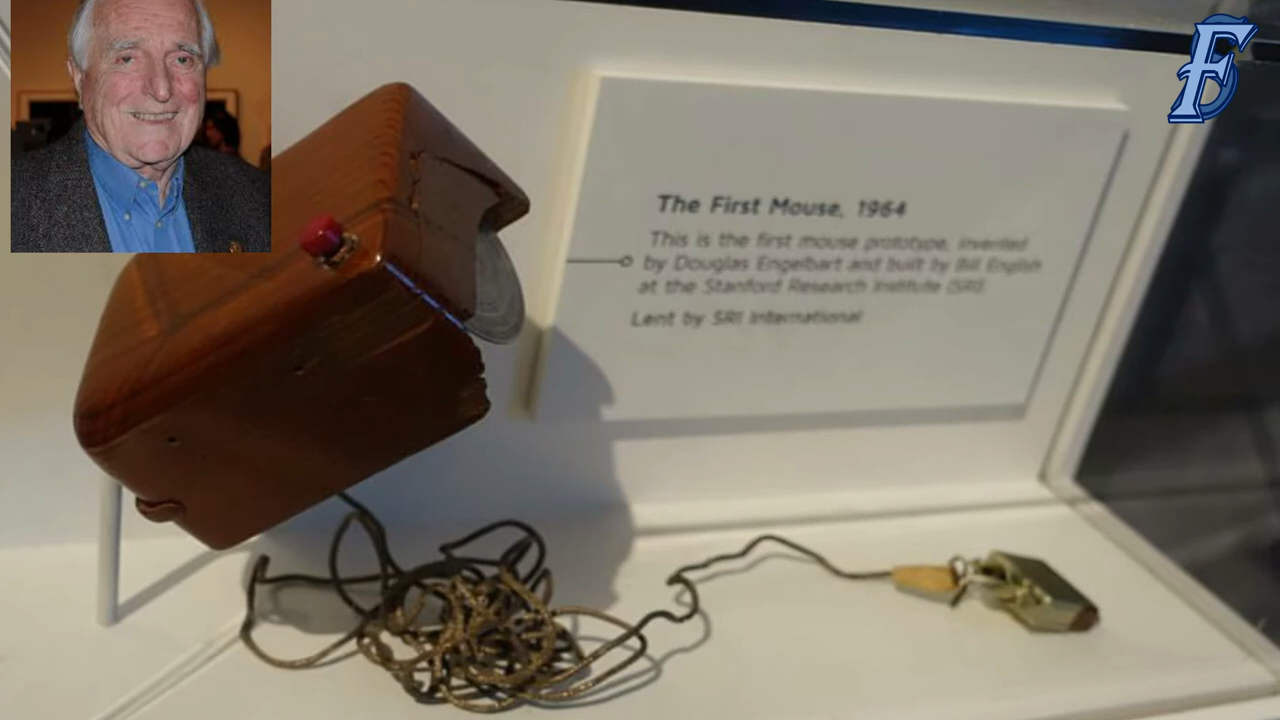 The First Mouse, 1964
This is the first mouse prototype, invented
by Douglas Engelbart and built by Bill English
at the Stanford Research Institute (SRI).
Lent by SRI International